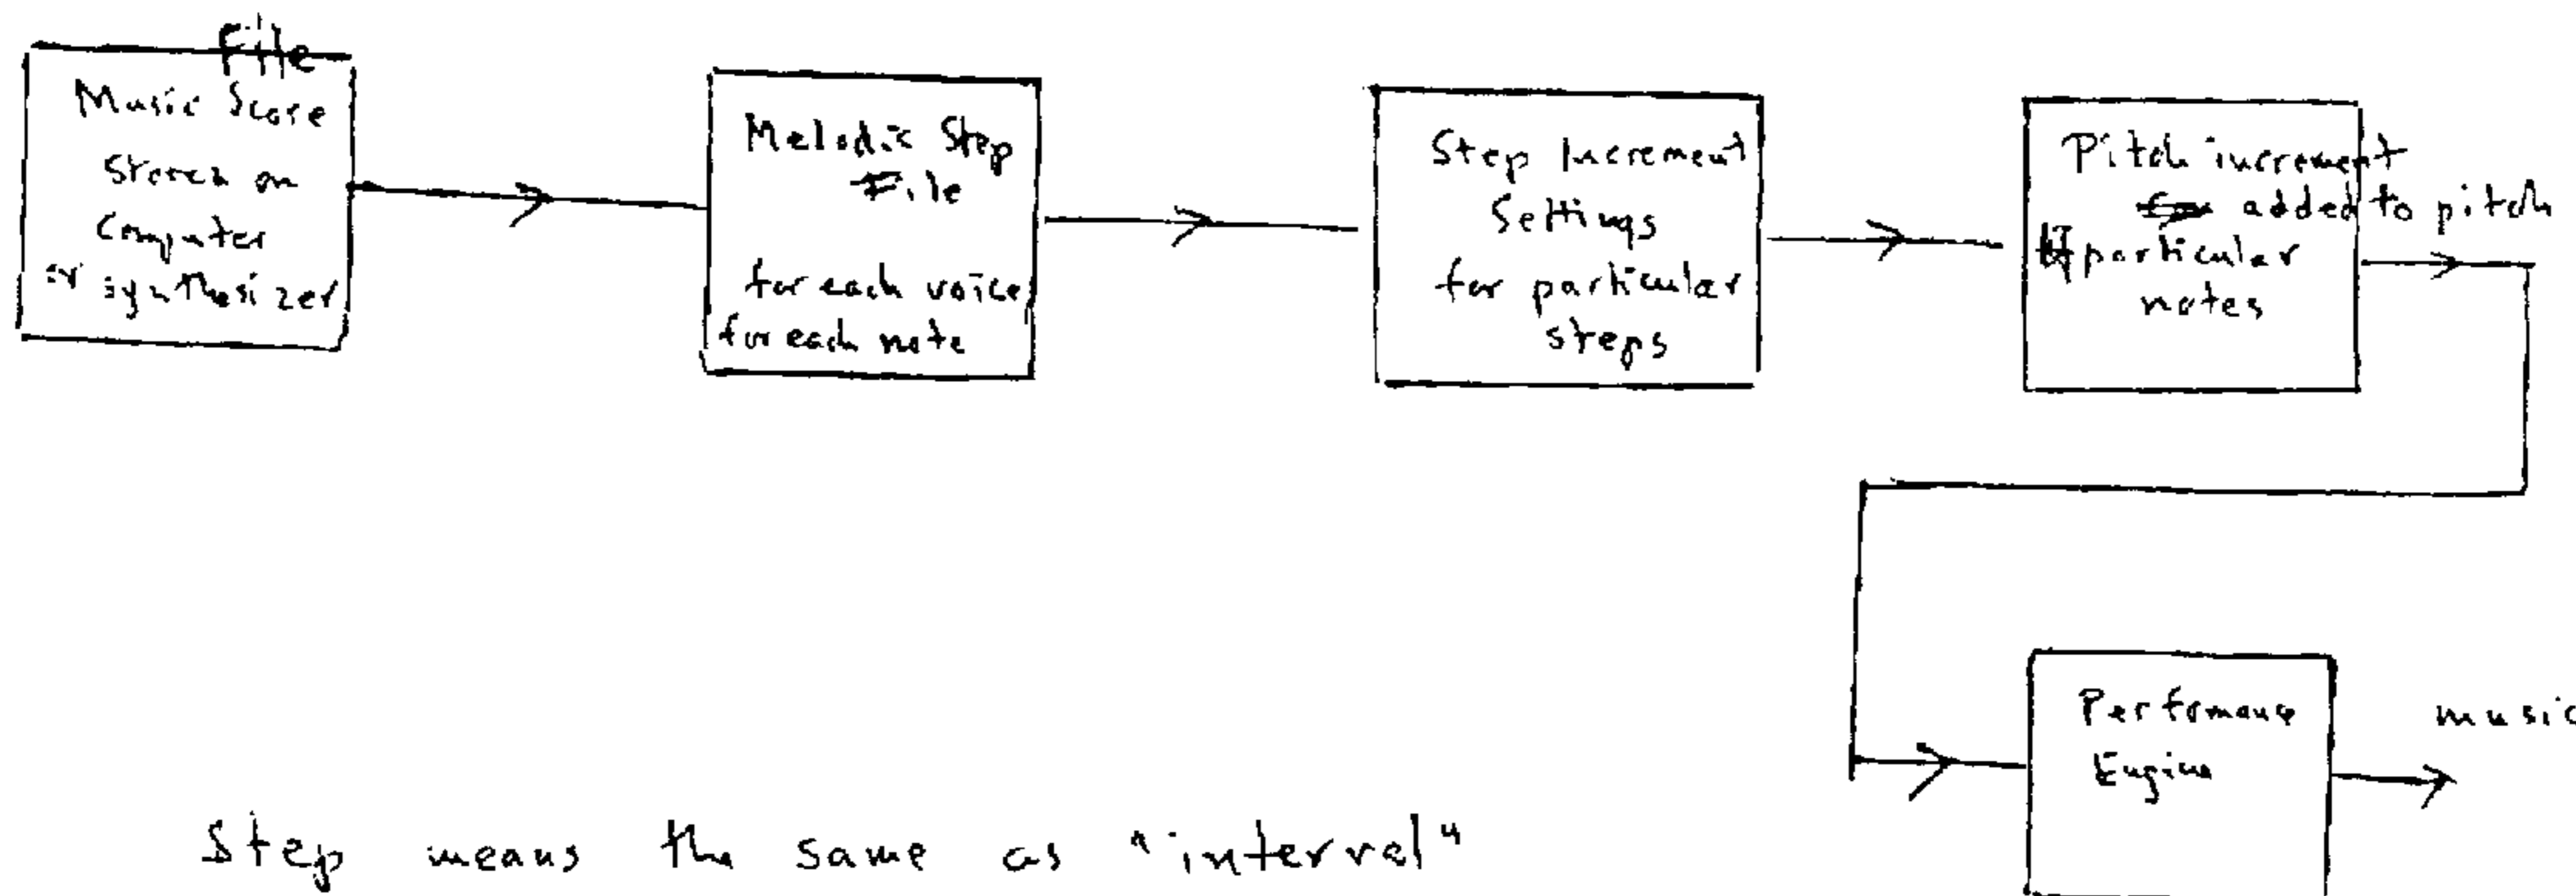 File
Music Score
Stored on
Computer
or synthesizer
Melodic Step
File
for each voice
for each note
Step Increment
Settings
for particular
steps
Pitch increment
added to pitch
of particular
notes
Perfomance
Engine
music
Step means the same as "interval"